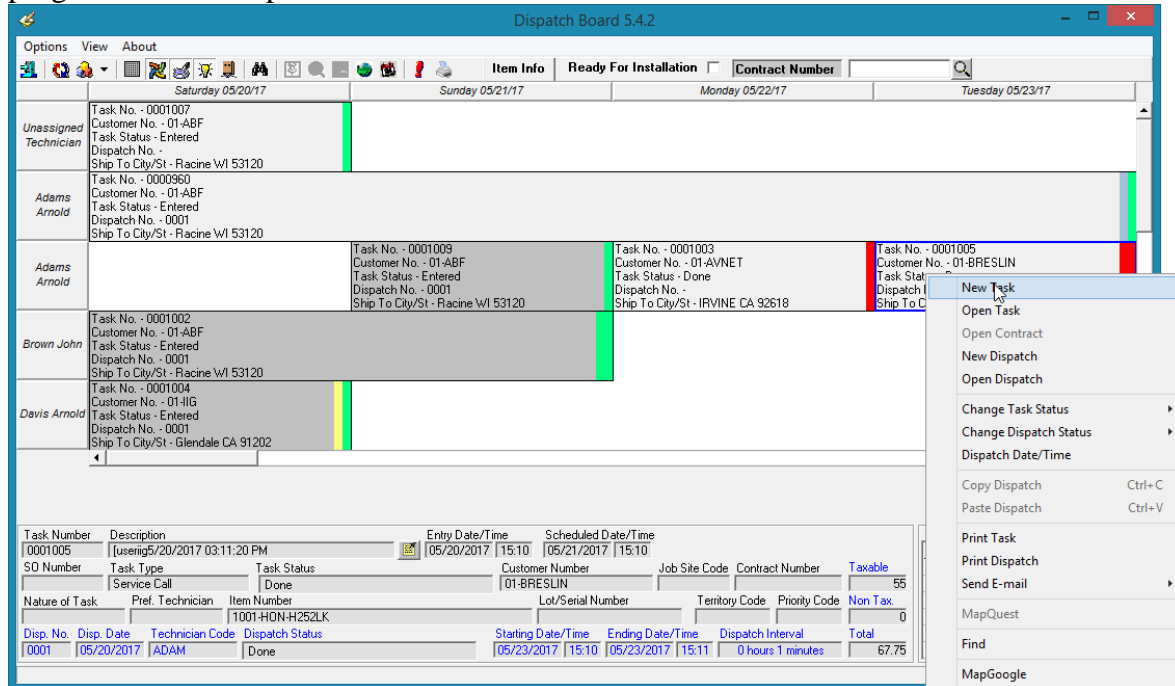 Dispatch Board 5.4.2
Options View About
Item Info Ready For Installation Contract Number
Saturday 05/20/17 Sunday 05/21/17 Monday 05/22/17 Tuesday 05/23/17
Unassigned Technician
Task No. - 0001007
Customer No. - 01-ABF
Task Status - Entered
Dispatch No. -
Ship To City/St - Racine WI 53120
Adams Arnold
Task No. - 0000960
Customer No. - 01-ABF
Task Status - Entered
Dispatch No. - 0001
Ship To City/St - Racine WI 53120
Adams Arnold
Task No. - 0001009
Customer No. - 01-ABF
Task Status - Entered
Dispatch No. - 0001
Ship To City/St - Racine WI 53120
Task No. - 0001003
Customer No. - 01-AVNET
Task Status - Done
Dispatch No. -
Ship To City/St - IRVINE CA 92618
Task No. - 0001005
Customer No. - 01-BRESLIN
Task Stat
Dispatch
Ship To C
Brown John
Task No. - 0001002
Customer No. - 01-ABF
Task Status - Entered
Dispatch No. - 0001
Ship To City/St - Racine WI 53120
Davis Arnold
Task No. - 0001004
Customer No. - 01-IIG
Task Status - Entered
Dispatch No. - 0001
Ship To City/St - Glendale CA 91202
New Task
Open Task
Open Contract
New Dispatch
Open Dispatch
Change Task Status
Change Dispatch Status
Dispatch Date/Time
Copy Dispatch Ctrl+C
Paste Dispatch Ctrl+V
Print Task
Print Dispatch
Send E-mail
MapQuest
Find
MapGoogle
Task Number Description Entry Date/Time Scheduled Date/Time
0001005 [useriig5/20/2017 03:11:20 PM 05/20/2017 15:10 05/21/2017 15:10
SO Number Task Type Task Status Customer Number Job Site Code Contract Number Taxable
Service Call Done 01-BRESLIN 55
Nature of Task Pref. Technician Item Number Lot/Serial Number Territory Code Priority Code Non Tax.
1001-HON-H252LK 0
Disp. No. Disp. Date Technician Code Dispatch Status Starting Date/Time Ending Date/Time Dispatch Interval Total
0001 05/20/2017 ADAM Done 05/23/2017 15:10 05/23/2017 15:11 0 hours 1 minutes 67.75